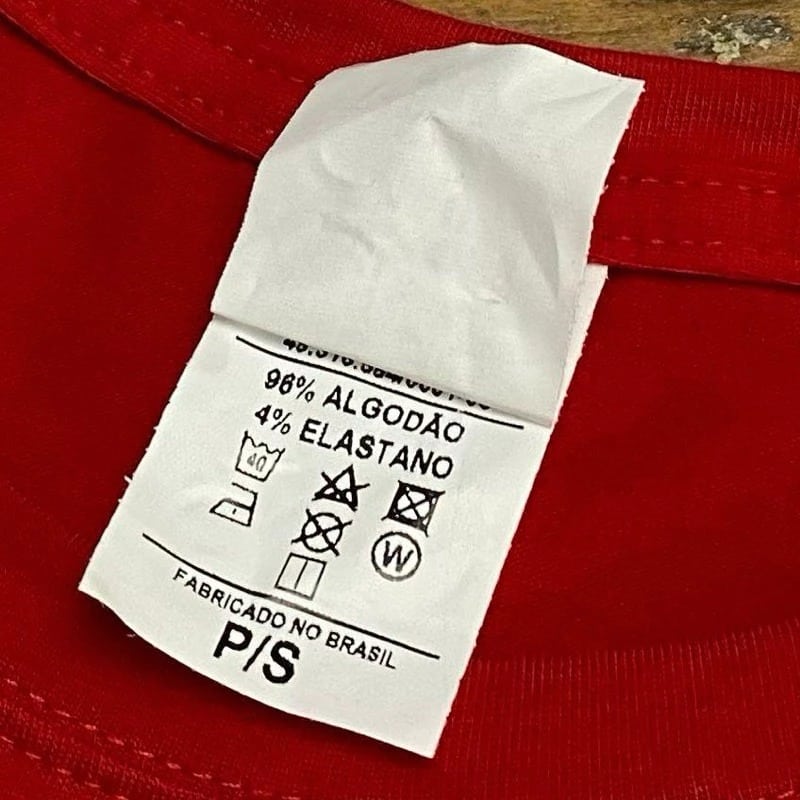 96% ALGODÃO
4% ELASTANO
40
W
FABRICADO NO BRASIL
P/S